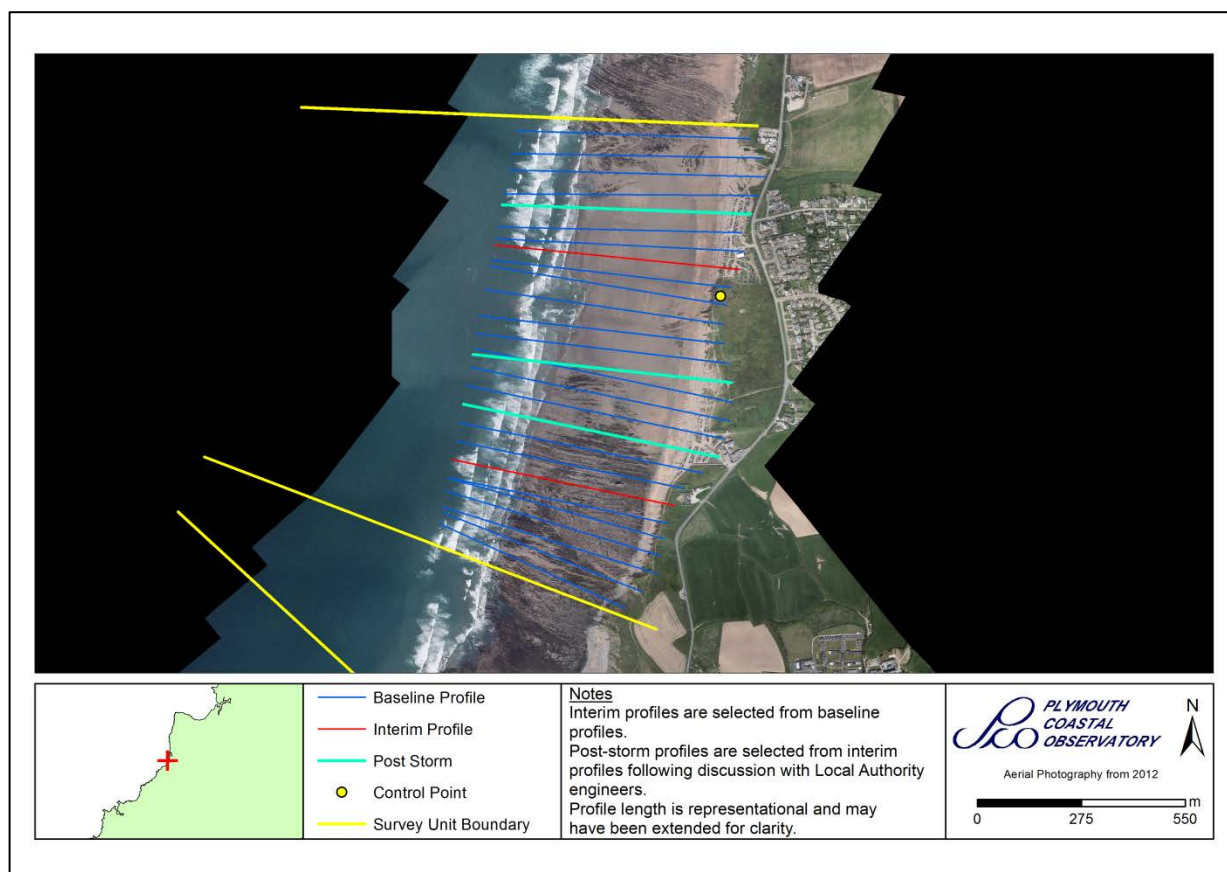 Baseline Profile
Interim Profile
Post Storm
Control Point
Survey Unit Boundary
Notes
Interim profiles are selected from baseline
profiles.
Post-storm profiles are selected from interim
profiles following discussion with Local Authority
engineers.
Profile length is representational and may
have been extended for clarity.
PLYMOUTH
COASTAL
OBSERVATORY
N
Aerial Photography from 2012
m
0 275 550